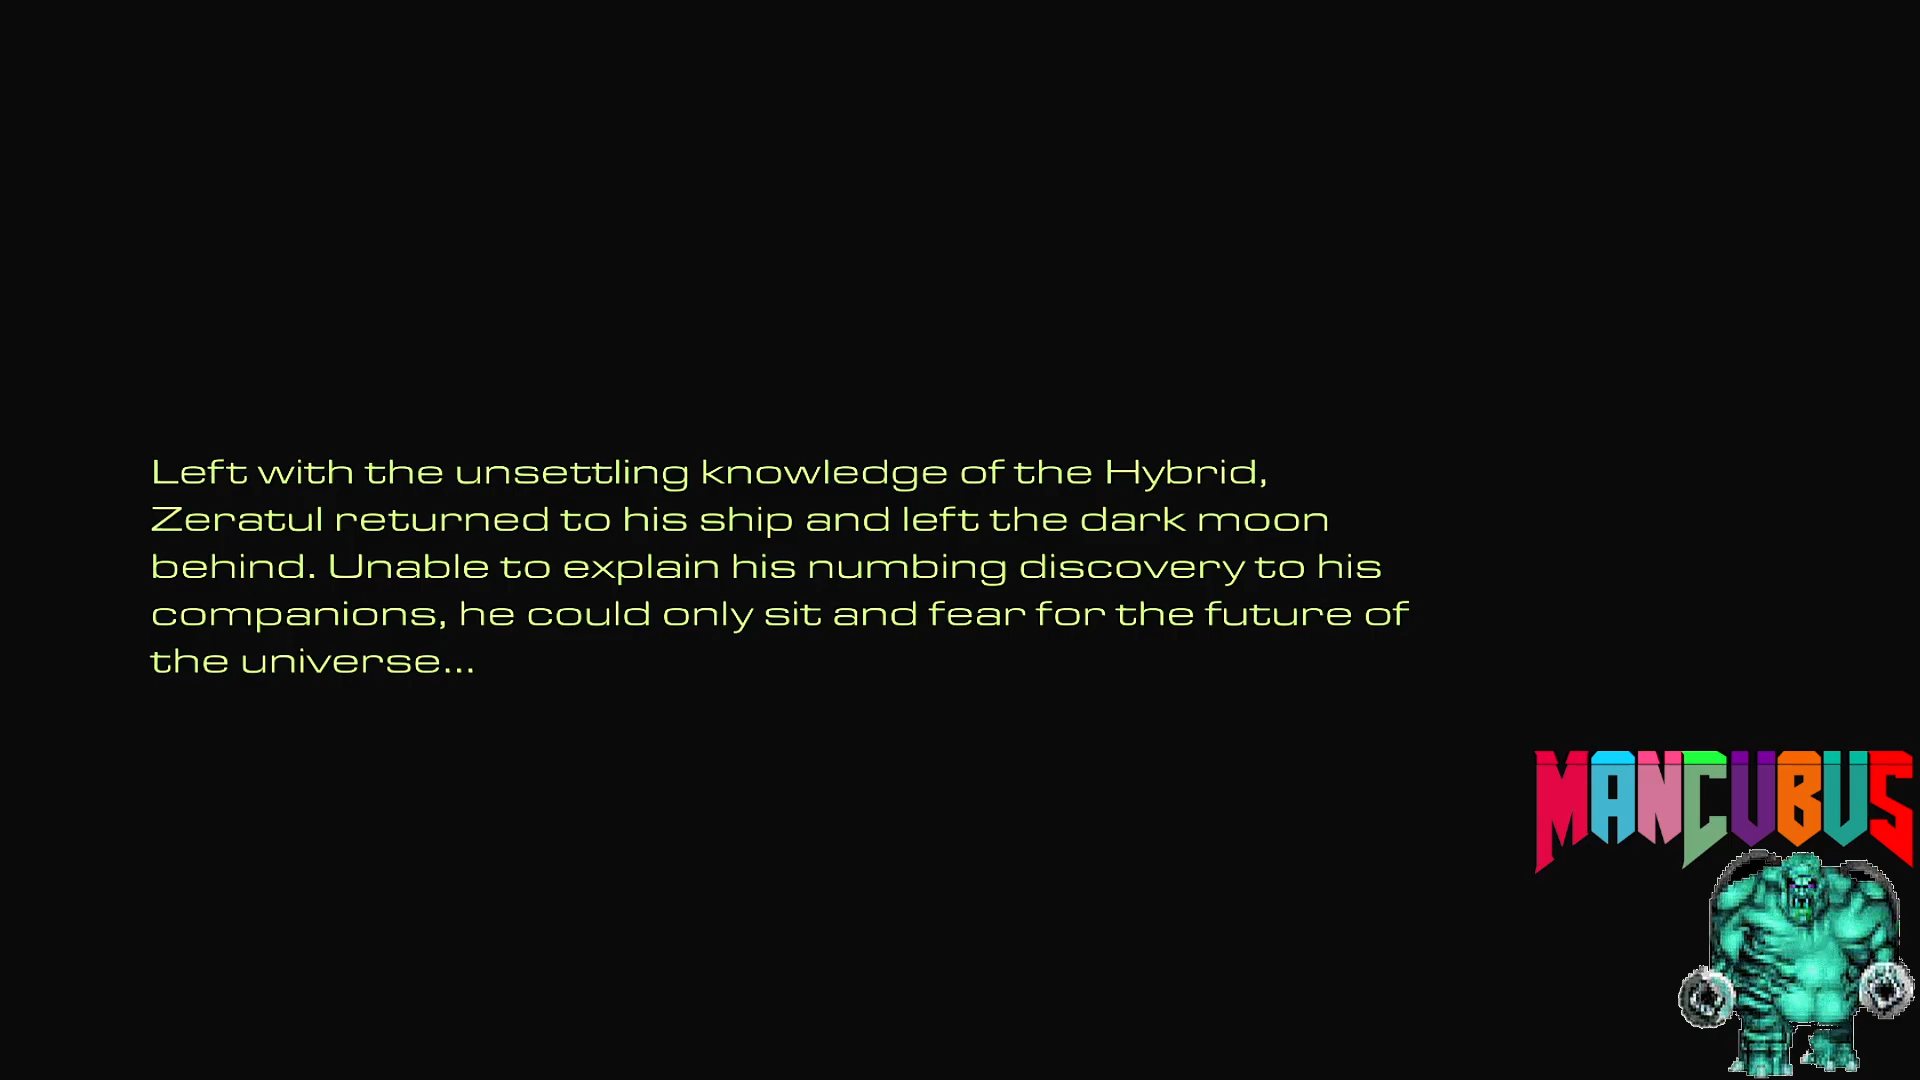 Left with the unsettling knowledge of the Hybrid,
Zeratul returned to his ship and left the dark moon
behind. Unable to explain his numbing discovery to his
companions, he could only sit and fear for the future of
the universe...
MANCUBUS